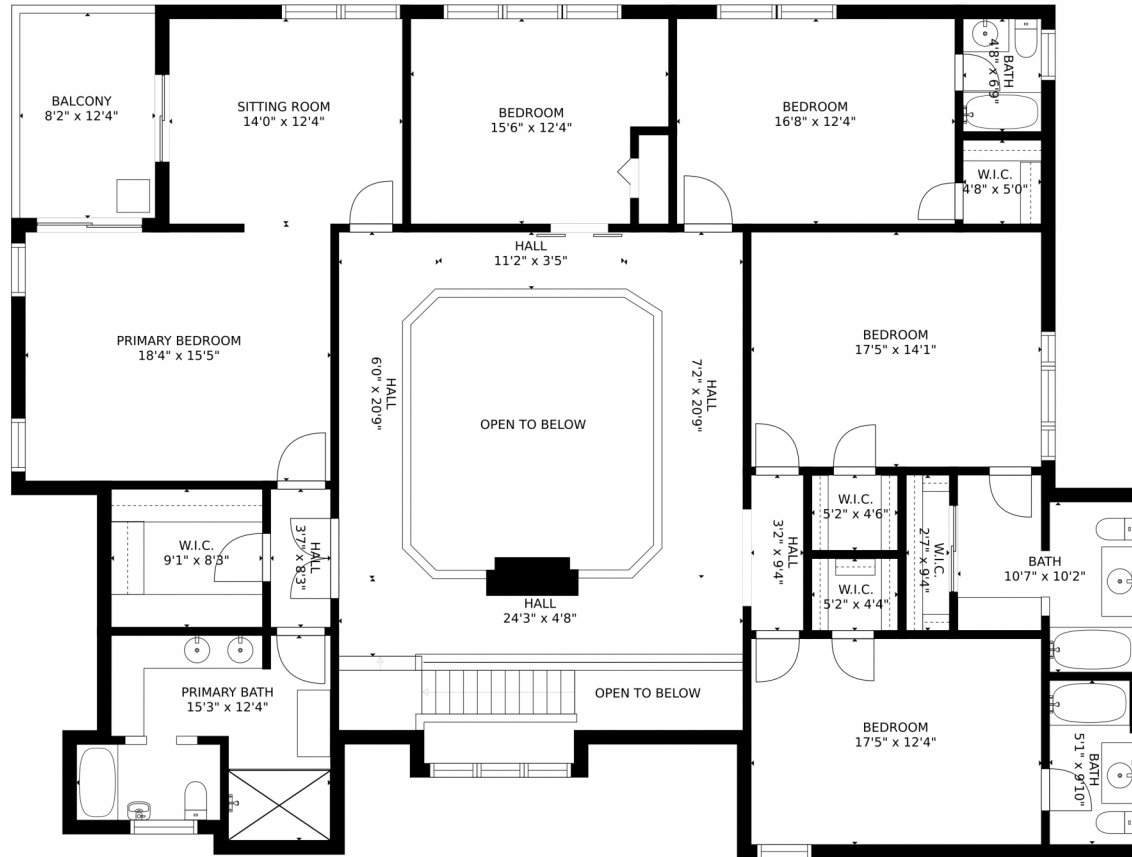 BALCONY
8'2" x 12'4"
SITTING ROOM
14'0" x 12'4"
BEDROOM
15'6" x 12'4"
BEDROOM
16'8" x 12'4"
BATH
4'8" x 6'9"
W.I.C.
4'8" x 5'0"
HALL
11'2" x 3'5"
PRIMARY BEDROOM
18'4" x 15'5"
HALL
6'0" x 20'9"
OPEN TO BELOW
HALL
7'2" x 20'9"
BEDROOM
17'5" x 14'1"
W.I.C.
9'1" x 8'3"
HALL
3'7" x 8'3"
HALL
24'3" x 4'8"
HALL
3'2" x 9'4"
W.I.C.
5'2" x 4'6"
W.I.C.
5'2" x 4'4"
W.I.C.
2'7" x 9'4"
BATH
10'7" x 10'2"
PRIMARY BATH
15'3" x 12'4"
OPEN TO BELOW
BEDROOM
17'5" x 12'4"
BATH
5'1" x 9'10"